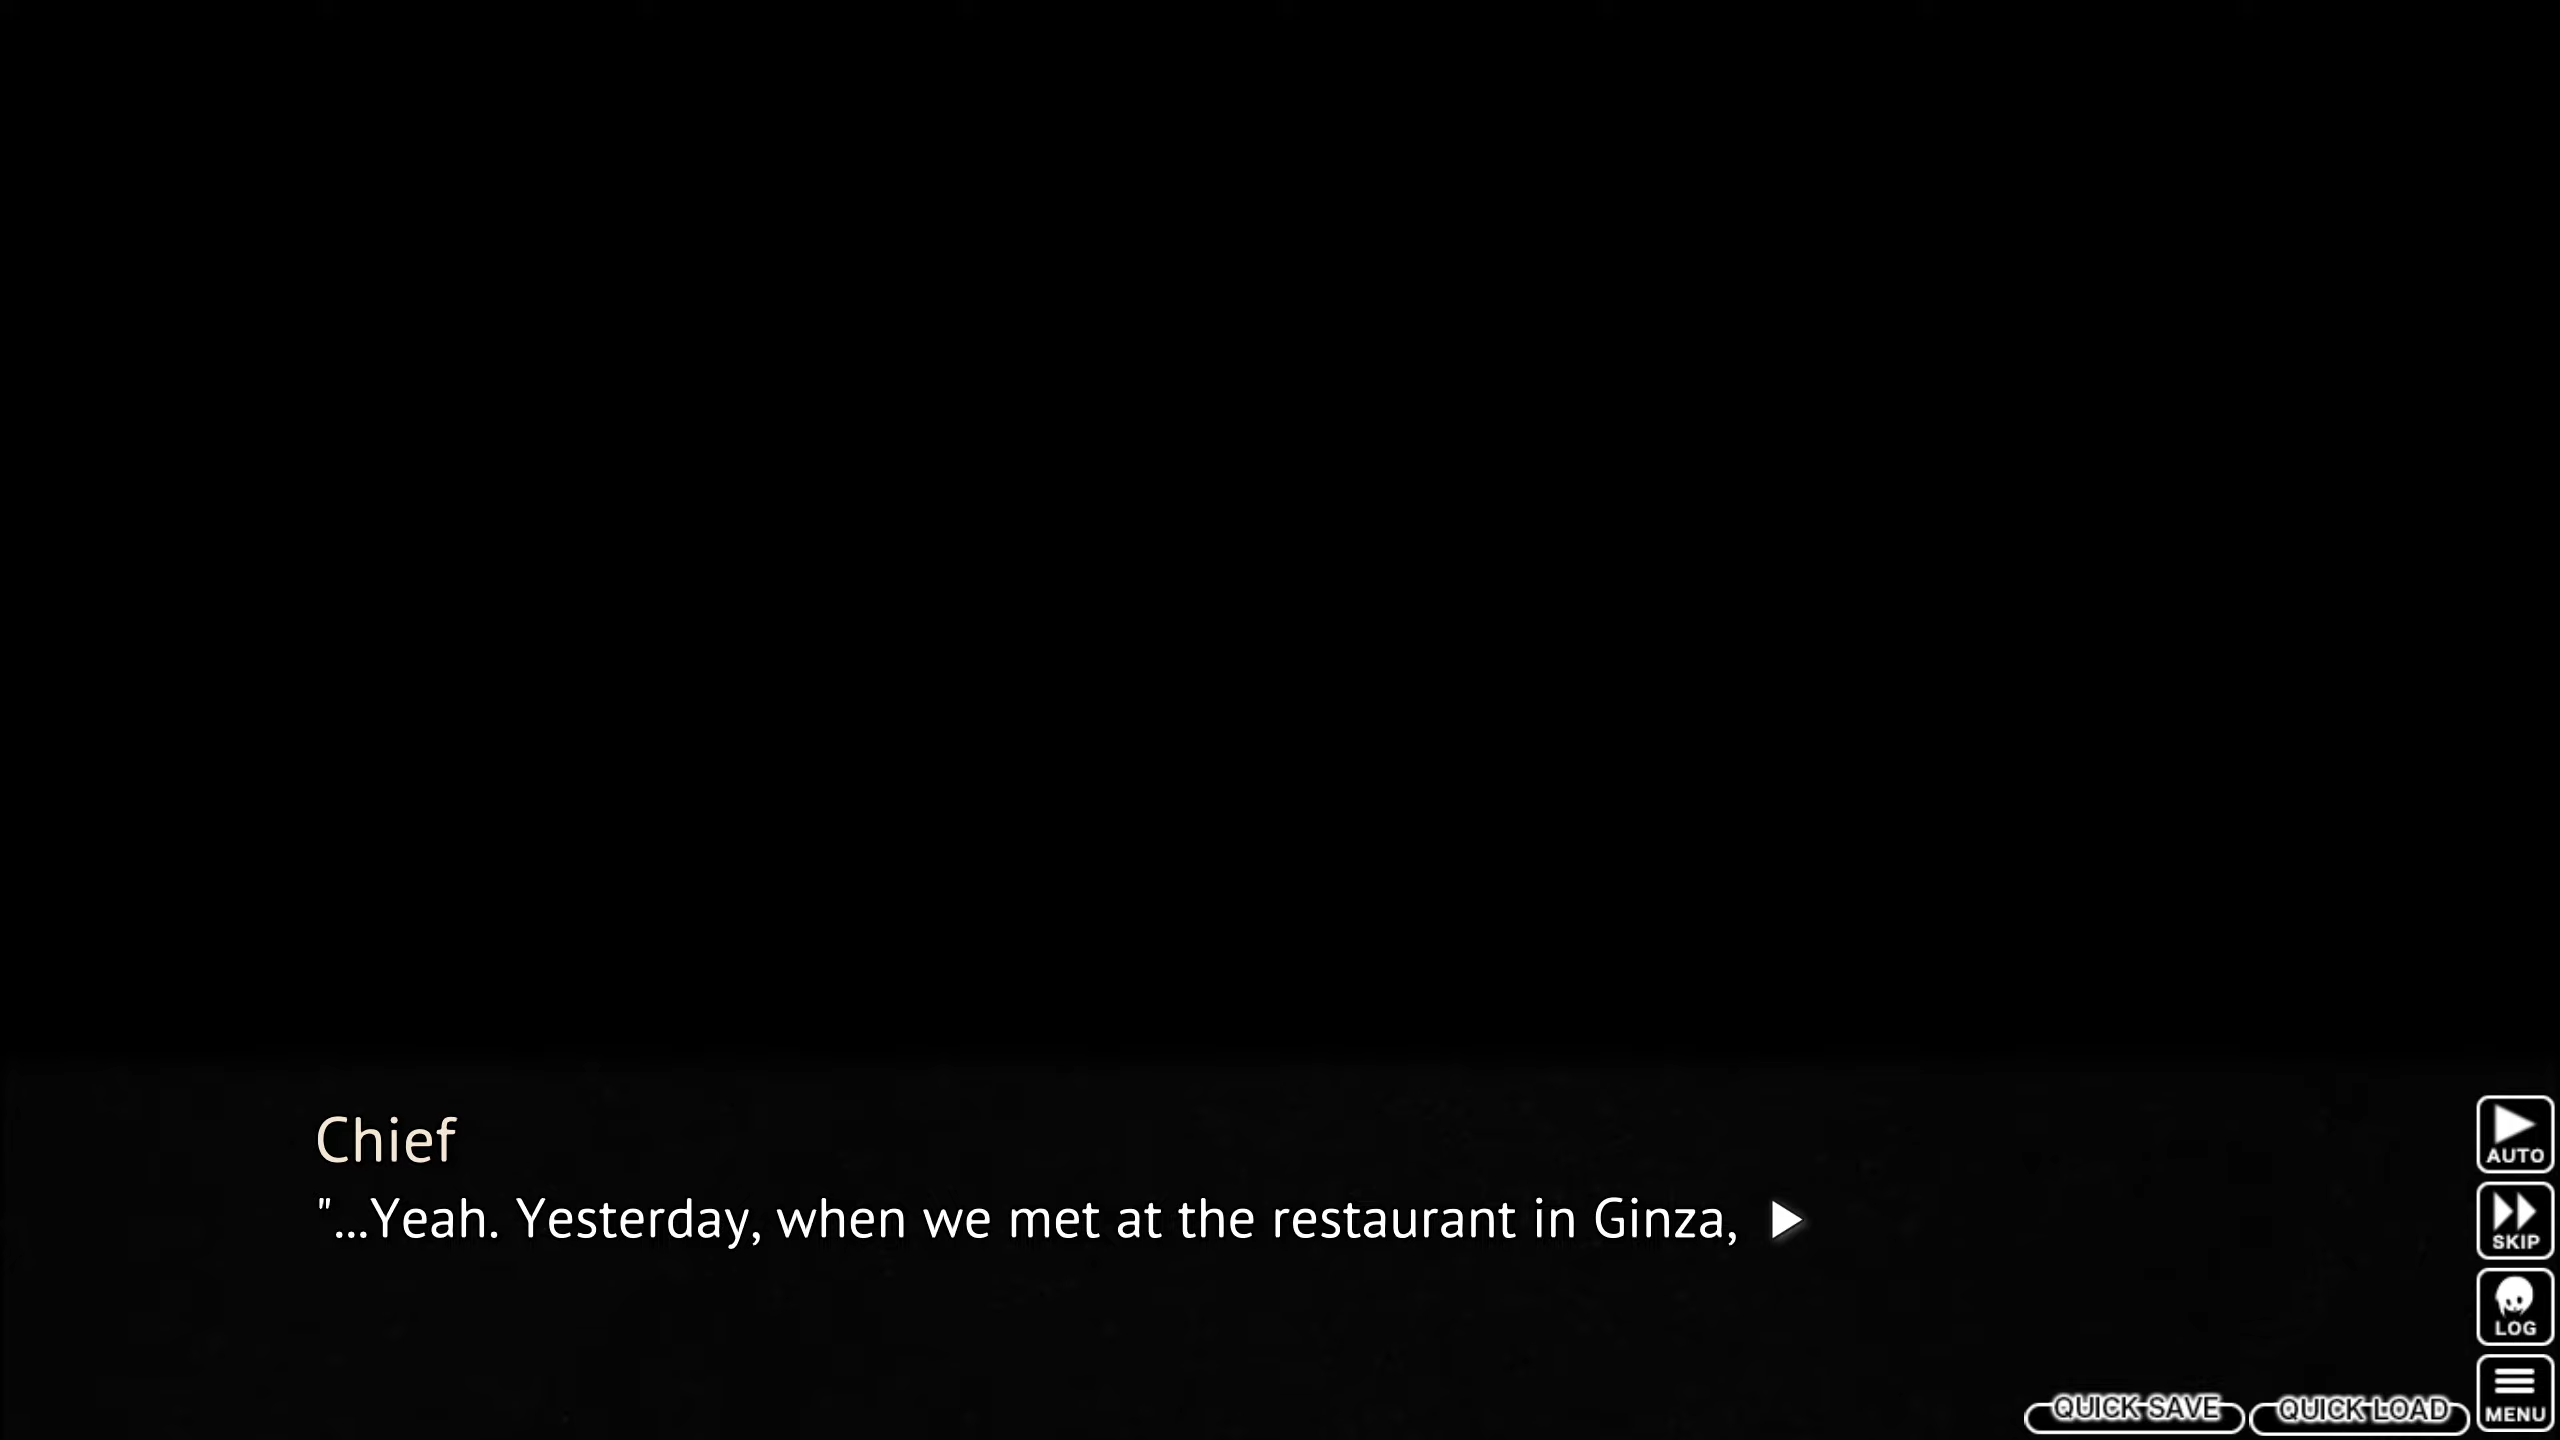 Chief
"...Yeah. Yesterday, when we met at the restaurant in Ginza,
AUTO
SKIP
LOG
MENU
QUICK SAVE
QUICK LOAD